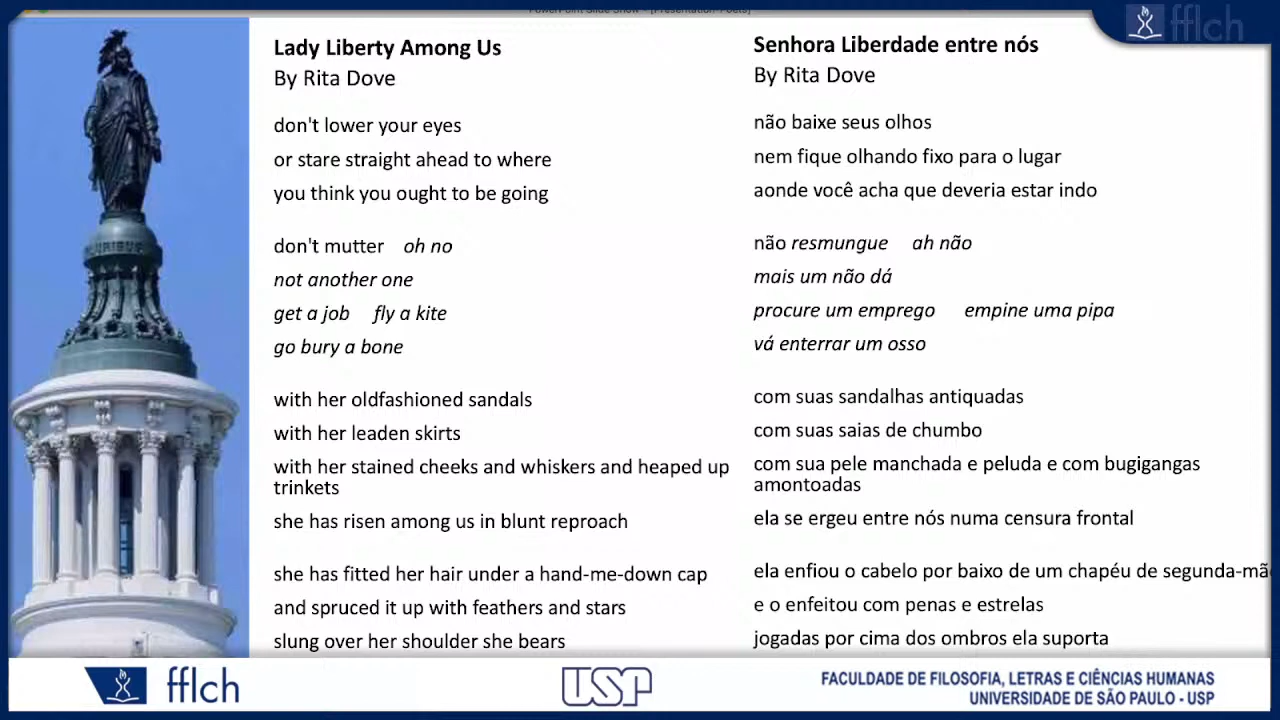 PowerPoint Slide Show - [Presentation Poets]
fflch
Lady Liberty Among Us
By Rita Dove
don't lower your eyes
or stare straight ahead to where
you think you ought to be going
don't mutter oh no
not another one
get a job fly a kite
go bury a bone
with her oldfashioned sandals
with her leaden skirts
with her stained cheeks and whiskers and heaped up
trinkets
she has risen among us in blunt reproach
she has fitted her hair under a hand-me-down cap
and spruced it up with feathers and stars
slung over her shoulder she bears
Senhora Liberdade entre nós
By Rita Dove
não baixe seus olhos
nem fique olhando fixo para o lugar
aonde você acha que deveria estar indo
não resmungue ah não
mais um não dá
procure um emprego empine uma pipa
vá enterrar um osso
com suas sandalhas antiquadas
com suas saias de chumbo
com sua pele manchada e peluda e com bugigangas
amontoadas
ela se ergeu entre nós numa censura frontal
ela enfiou o cabelo por baixo de um chapéu de segunda-mã
e o enfeitou com penas e estrelas
jogadas por cima dos ombros ela suporta
fflch
USP
FACULDADE DE FILOSOFIA, LETRAS E CIÊNCIAS HUMANAS
UNIVERSIDADE DE SÃO PAULO - USP